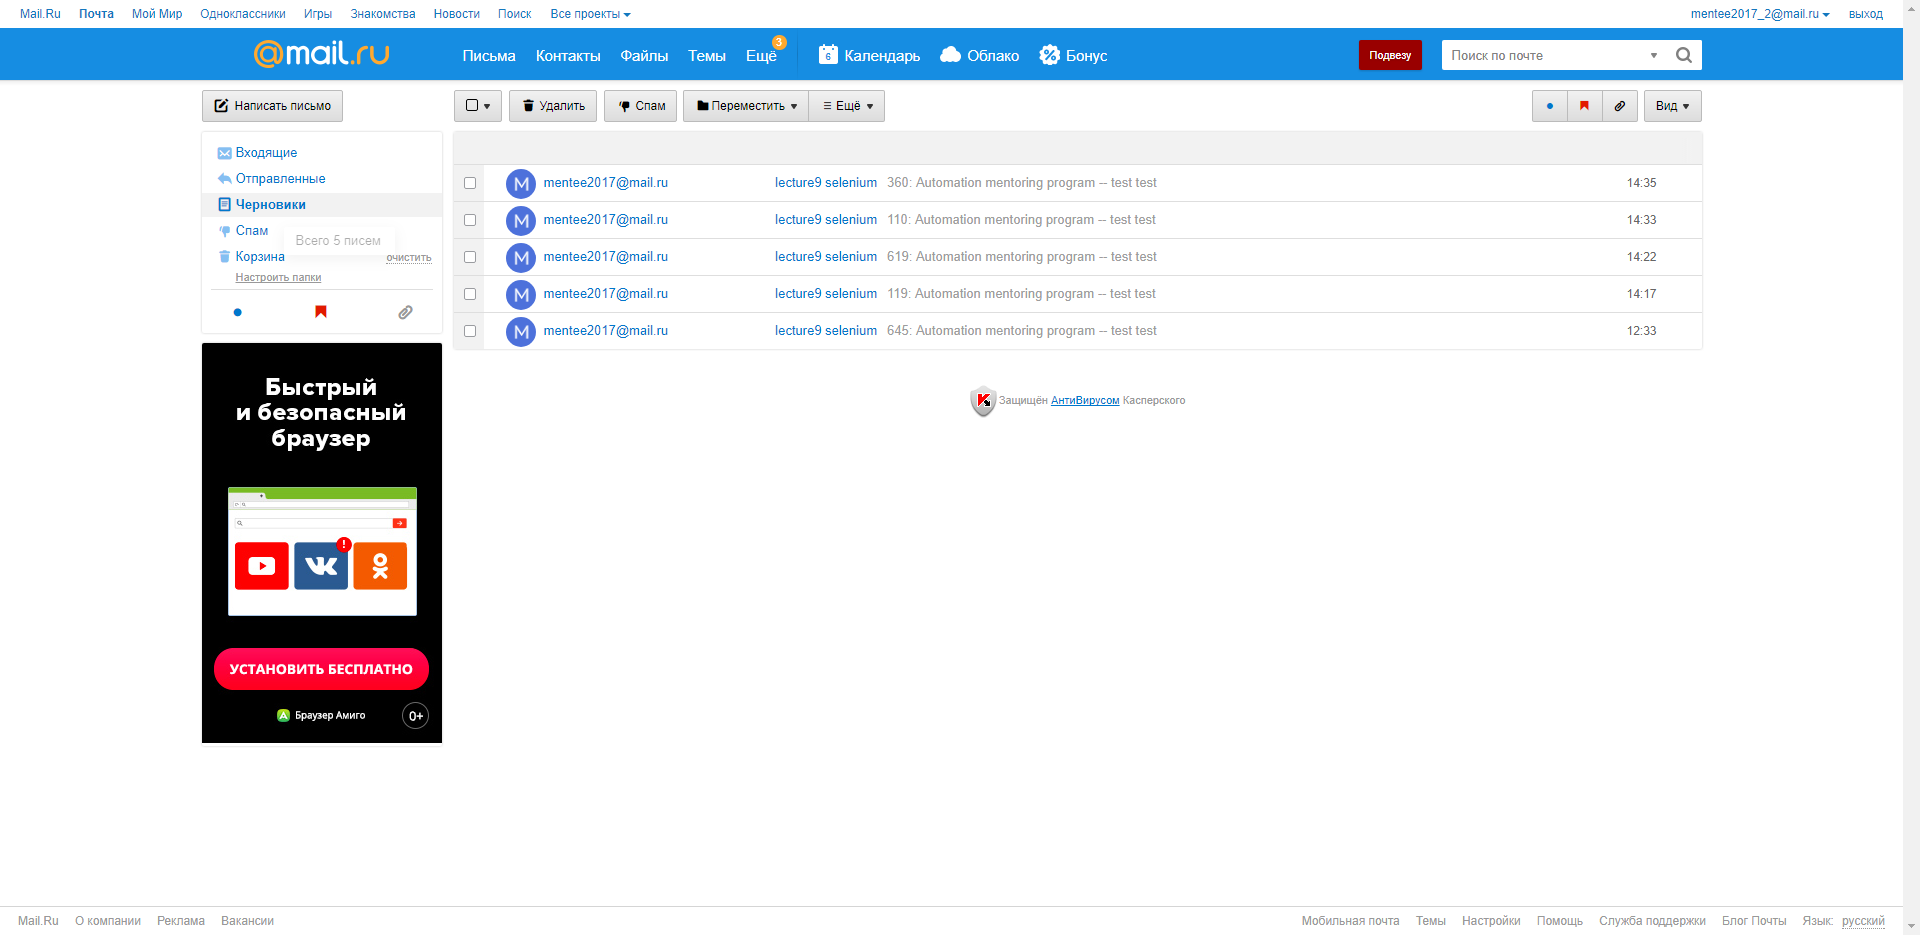 Mail.Ru Почта Мой Мир Одноклассники Игры Знакомства Новости Поиск Все проекты mentee2017_2@mail.ru выход
@mail.ru Письма Контакты Файлы Темы Ещё 3 6 Календарь Облако Бонус Подвезу Поиск по почте
Написать письмо Удалить Спам Переместить Ещё Вид
Входящие
Отправленные
Черновики
Спам
Всего 5 писем
Корзина очистить
Настроить папки
M mentee2017@mail.ru lecture9 selenium 360: Automation mentoring program -- test test 14:35
M mentee2017@mail.ru lecture9 selenium 110: Automation mentoring program -- test test 14:33
M mentee2017@mail.ru lecture9 selenium 619: Automation mentoring program -- test test 14:22
M mentee2017@mail.ru lecture9 selenium 119: Automation mentoring program -- test test 14:17
M mentee2017@mail.ru lecture9 selenium 645: Automation mentoring program -- test test 12:33
Защищён АнтиВирусом Касперского
Быстрый
и безопасный
браузер
!
УСТАНОВИТЬ БЕСПЛАТНО
Браузер Амиго 0+
Mail.Ru О компании Реклама Вакансии Мобильная почта Темы Настройки Помощь Служба поддержки Блог Почты Язык: русский